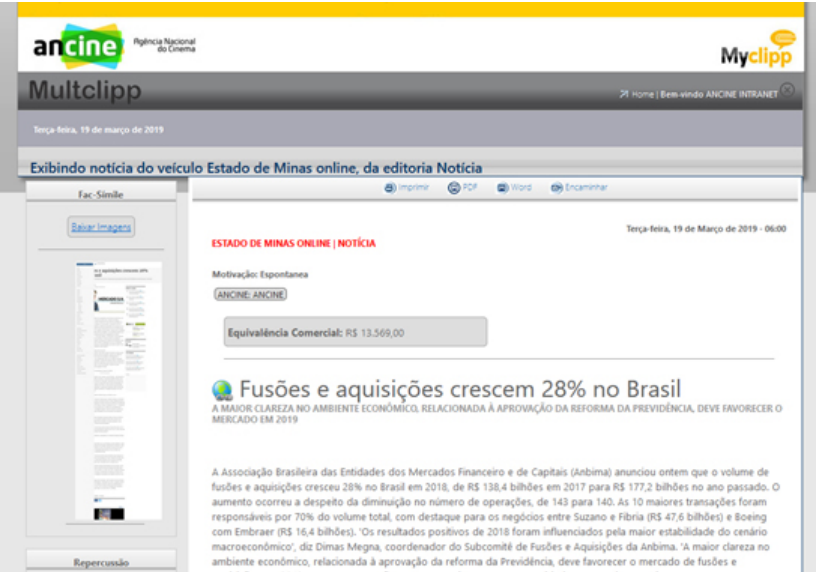 ancine Agência Nacional
do Cinema
Myclipp
Multclipp
Home | Bem-vindo ANCINE INTRANET
Terça-feira, 19 de março de 2019
Exibindo notícia do veículo Estado de Minas online, da editoria Notícia
Fac-Símile
Imprimir PDF Word Encaminhar
Baixar Imagens
Terça-feira, 19 de Março de 2019 - 06:00
ESTADO DE MINAS ONLINE | NOTÍCIA
Motivação: Espontanea
ANCINE: ANCINE
Equivalência Comercial: R$ 13.569,00
Fusões e aquisições crescem 28% no Brasil
A MAIOR CLAREZA NO AMBIENTE ECONÔMICO, RELACIONADA À APROVAÇÃO DA REFORMA DA PREVIDÊNCIA, DEVE FAVORECER O
MERCADO EM 2019
A Associação Brasileira das Entidades dos Mercados Financeiro e de Capitais (Anbima) anunciou ontem que o volume de
fusões e aquisições cresceu 28% no Brasil em 2018, de R$ 138,4 bilhões em 2017 para R$ 177,2 bilhões no ano passado. O
aumento ocorreu a despeito da diminuição no número de operações, de 143 para 140. As 10 maiores transações foram
responsáveis por 70% do volume total, com destaque para os negócios entre Suzano e Fibria (R$ 47,6 bilhões) e Boeing
com Embraer (R$ 16,4 bilhões). 'Os resultados positivos de 2018 foram influenciados pela maior estabilidade do cenário
macroeconômico', diz Dimas Megna, coordenador do Subcomitê de Fusões e Aquisições da Anbima. 'A maior clareza no
ambiente econômico, relacionada à aprovação da reforma da Previdência, deve favorecer o mercado de fusões e
Repercussão